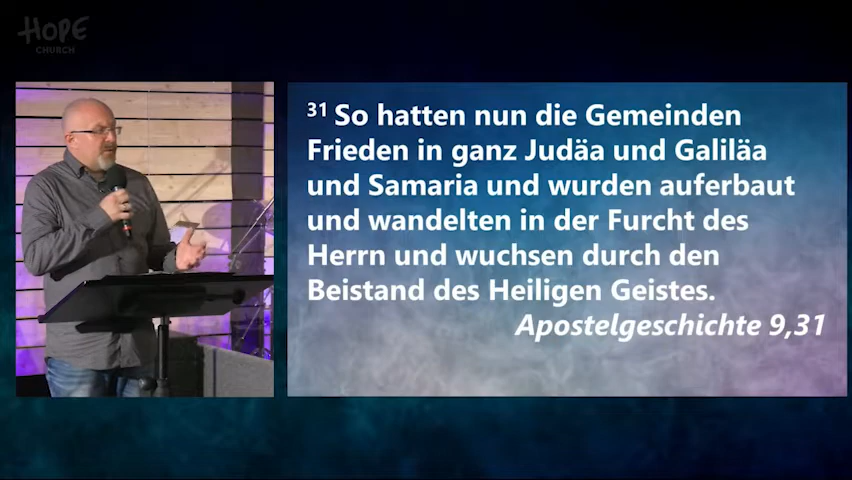 HOPE
CHURCH
31 So hatten nun die Gemeinden
Frieden in ganz Judäa und Galiläa
und Samaria und wurden auferbaut
und wandelten in der Furcht des
Herrn und wuchsen durch den
Beistand des Heiligen Geistes.
Apostelgeschichte 9,31